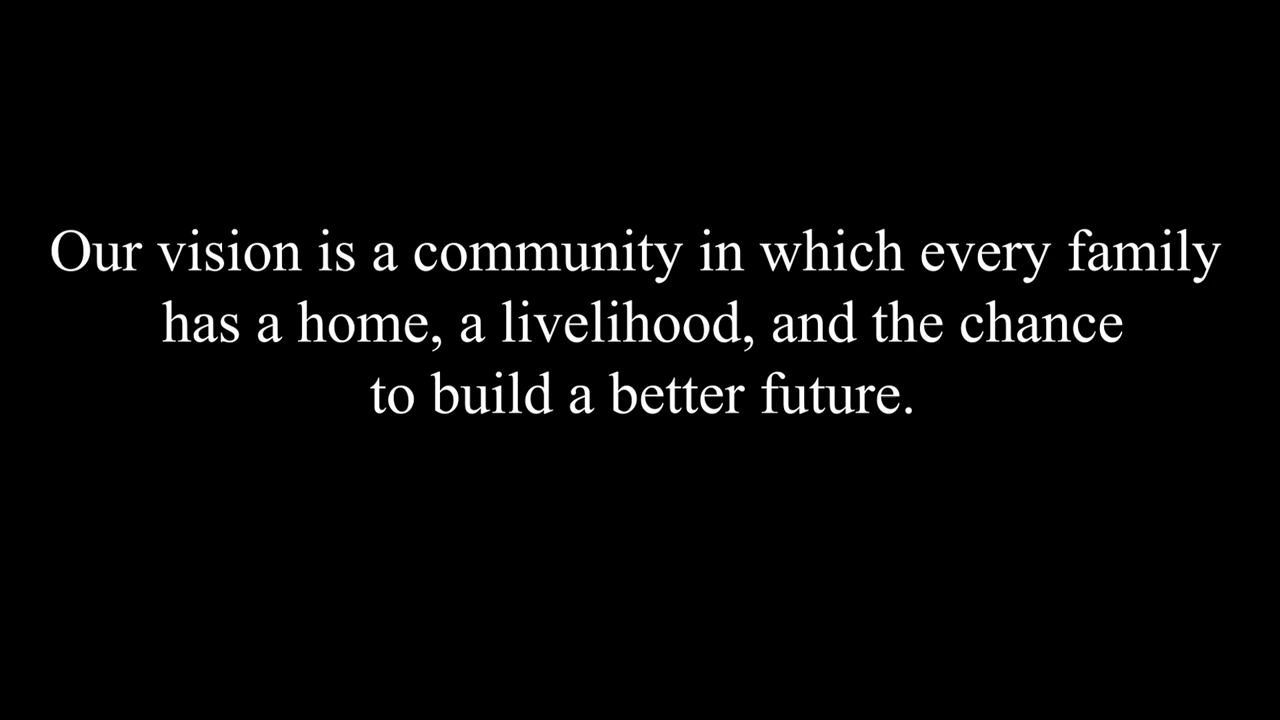 Our vision is a community in which every family
has a home, a livelihood, and the chance
to build a better future.